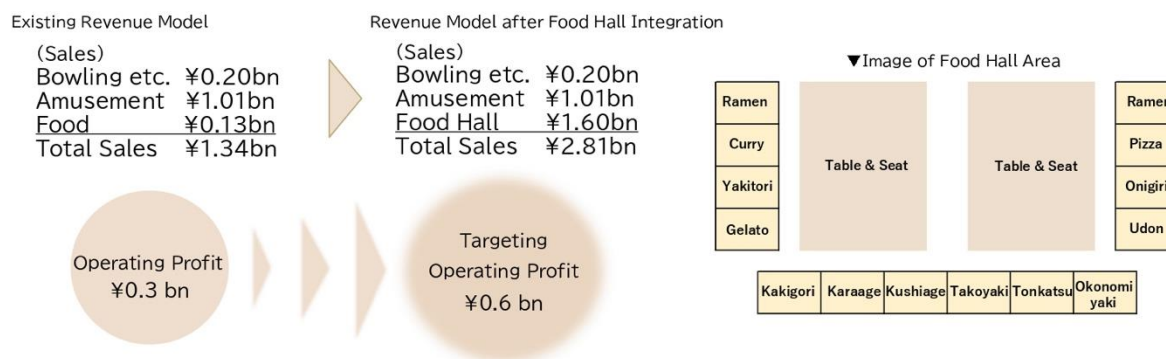 Existing Revenue Model
(Sales)
Bowling etc. ¥0.20bn
Amusement ¥1.01bn
Food ¥0.13bn
Total Sales ¥1.34bn
Operating Profit
¥0.3 bn
Revenue Model after Food Hall Integration
(Sales)
Bowling etc. ¥0.20bn
Amusement ¥1.01bn
Food Hall ¥1.60bn
Total Sales ¥2.81bn
Targeting
Operating Profit
¥0.6 bn
▼Image of Food Hall Area
Ramen
Curry
Yakitori
Gelato
Table & Seat
Table & Seat
Ramen
Pizza
Onigiri
Udon
Kakigori
Karaage
Kushiage
Takoyaki
Tonkatsu
Okonomi
yaki